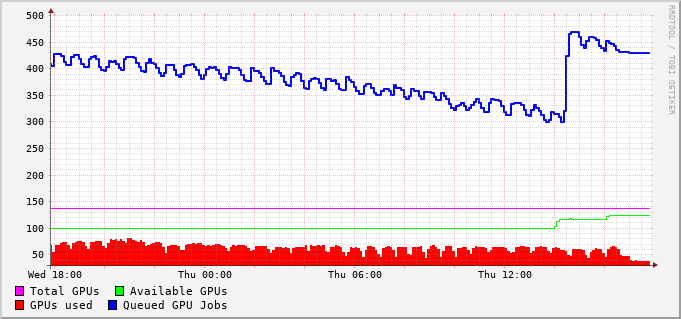 500
450
400
350
300
250
200
150
100
50
Wed 18:00 Thu 00:00 Thu 06:00 Thu 12:00
Total GPUs Available GPUs
GPUs used Queued GPU Jobs
RRDTOOL / TOBI OETIKER